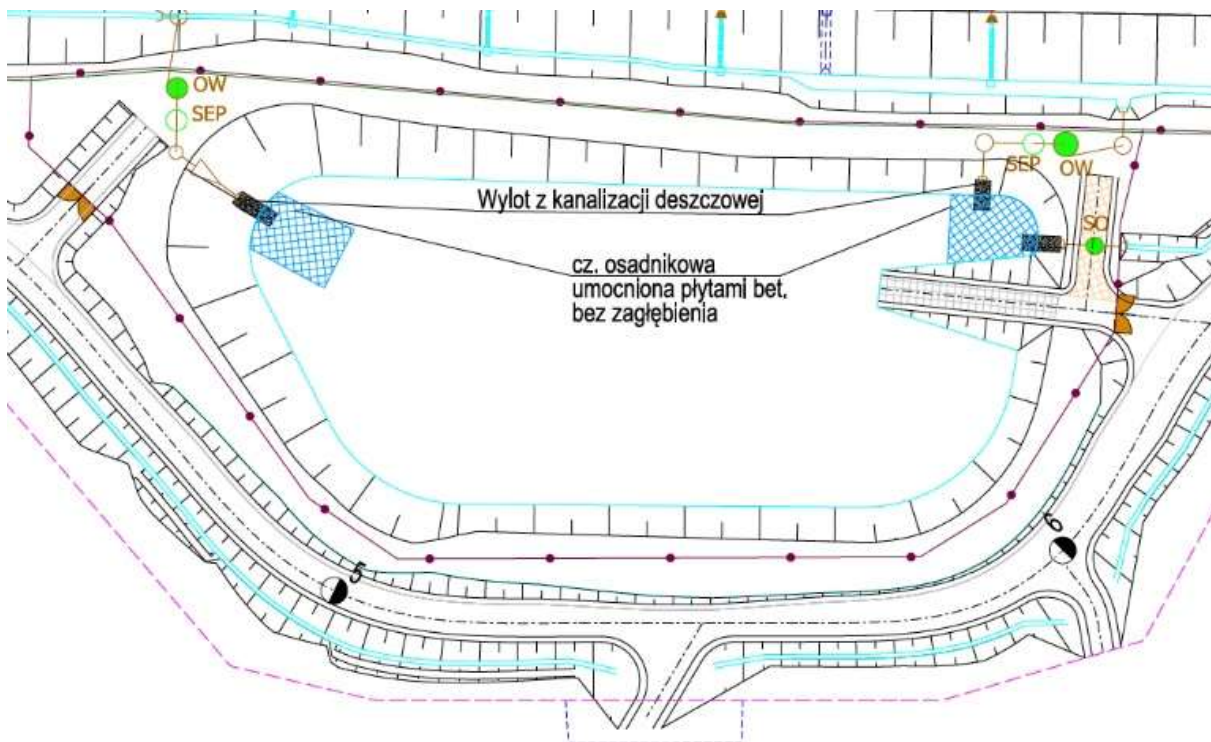 OW
SEP
SEP
OW
Wylot z kanalizacji deszczowej
SO
cz. osadnikowa
umocniona płytami bet,
bez zagłębienia
5
6